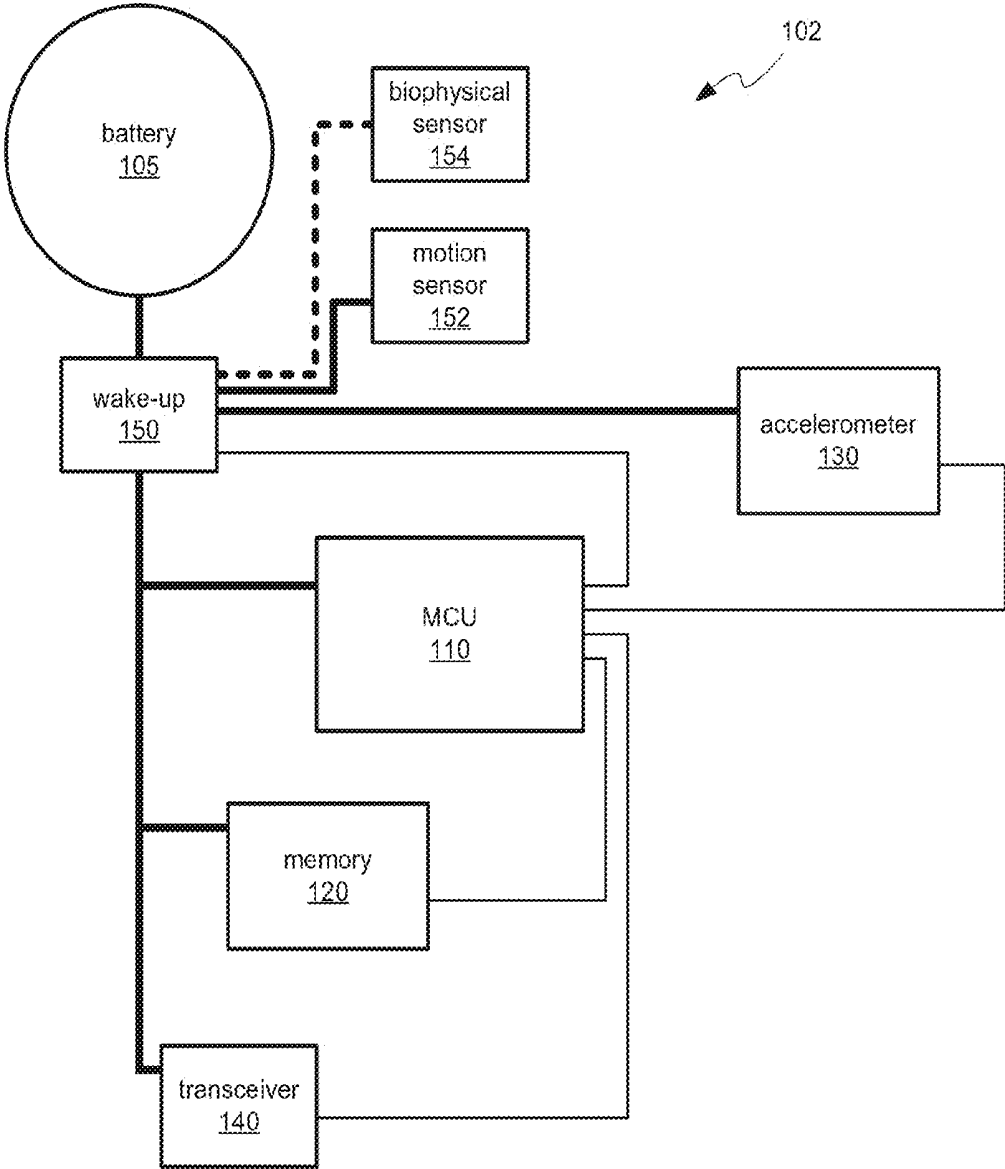 102
biophysical
sensor
154
battery
105
motion
sensor
152
wake-up
150
accelerometer
130
MCU
110
memory
120
transceiver
140